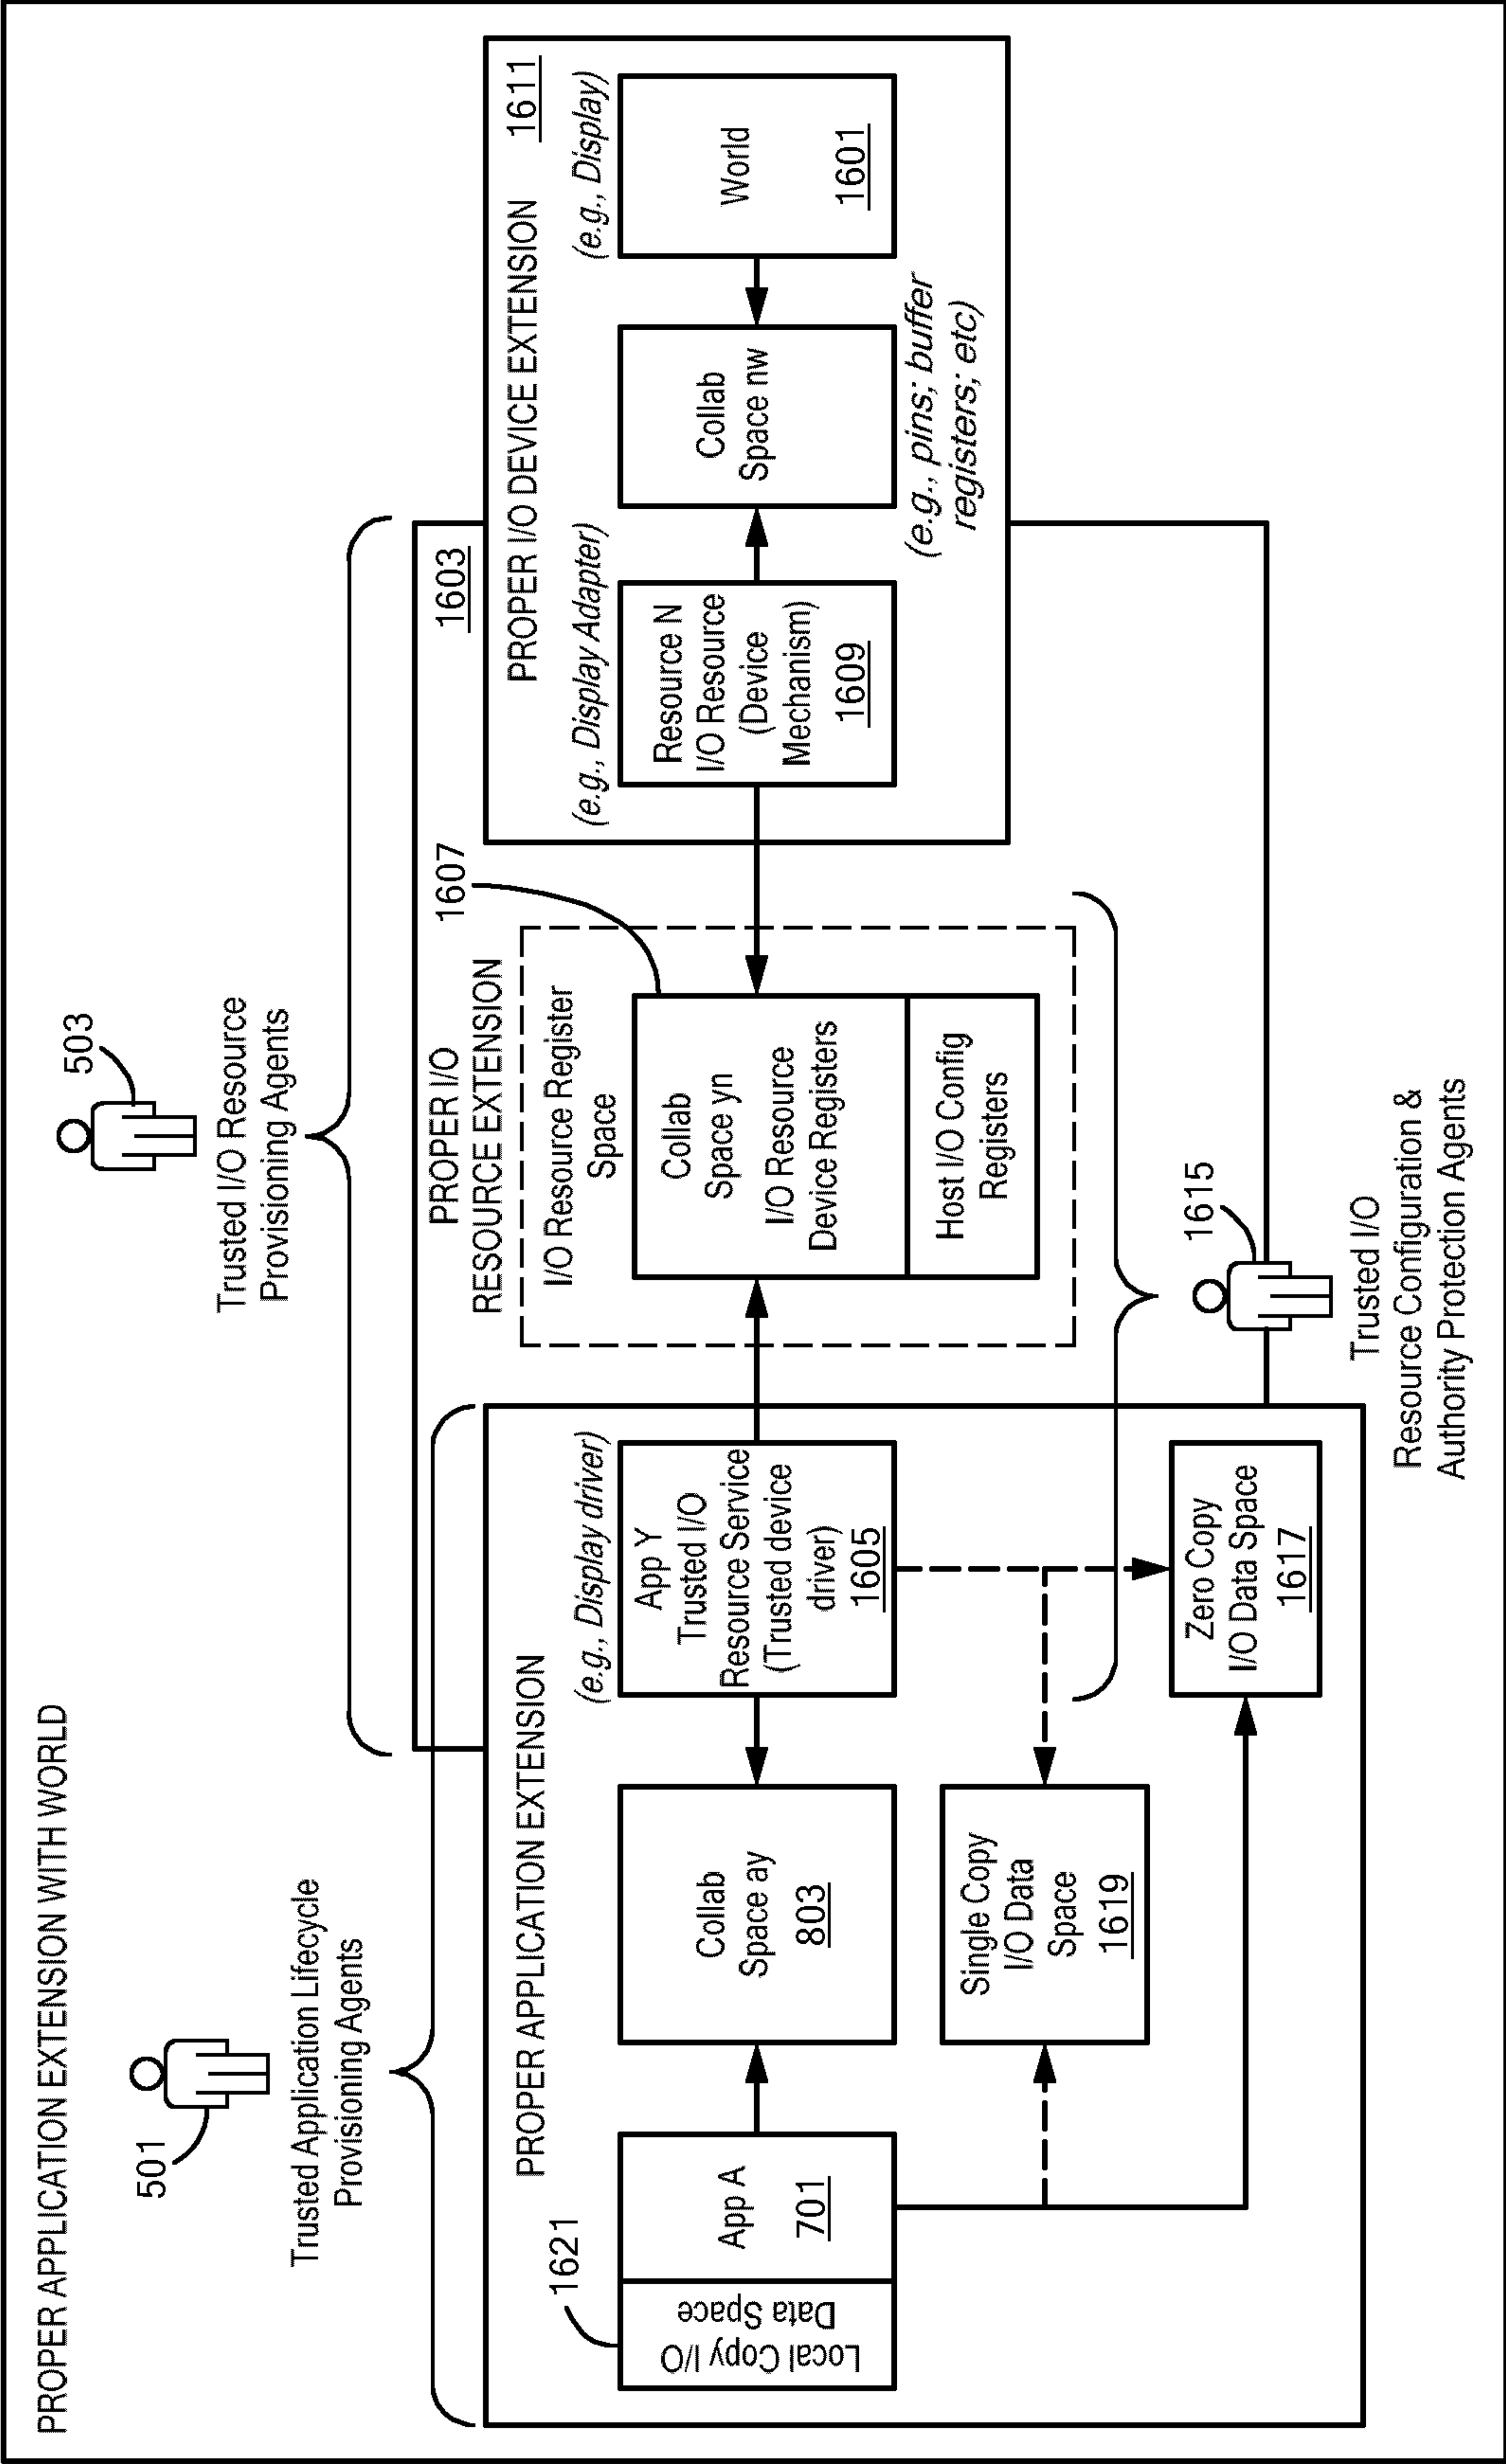 PROPER APPLICATION EXTENSION WITH WORLD
501
Trusted Application Lifecycle
Provisioning Agents
503
Trusted I/O Resource
Provisioning Agents
PROPER APPLICATION EXTENSION
1621
Local Copy I/O
Data Space
App A
701
Collab
Space ay
803
(e.g., Display driver)
App Y
Trusted I/O
Resource Service
(Trusted device
driver)
1605
Single Copy
I/O Data
Space
1619
Zero Copy
I/O Data Space
1617
PROPER I/O
RESOURCE EXTENSION
1603
1607
I/O Resource Register
Space
Collab
Space yn
I/O Resource
Device Registers
Host I/O Config
Registers
PROPER I/O DEVICE EXTENSION
1611
(e.g., Display Adapter)
Resource N
I/O Resource
(Device
Mechanism)
1609
Collab
Space nw
(e.g., pins; buffer
registers; etc)
(e.g., Display)
World
1601
1615
Trusted I/O
Resource Configuration &
Authority Protection Agents